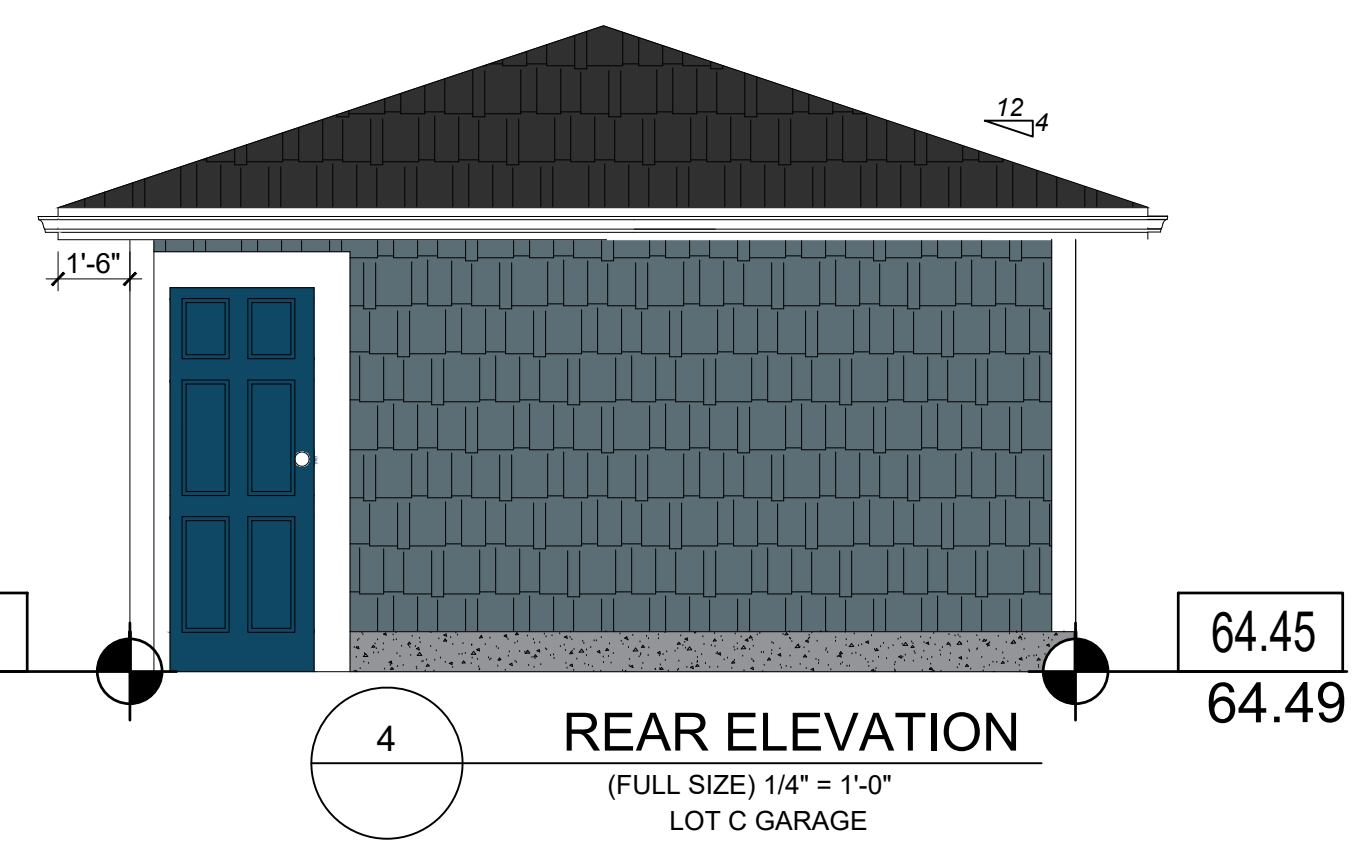 12
4
1'-6"
64.45
64.49
4
REAR ELEVATION
(FULL SIZE) 1/4" = 1'-0"
LOT C GARAGE